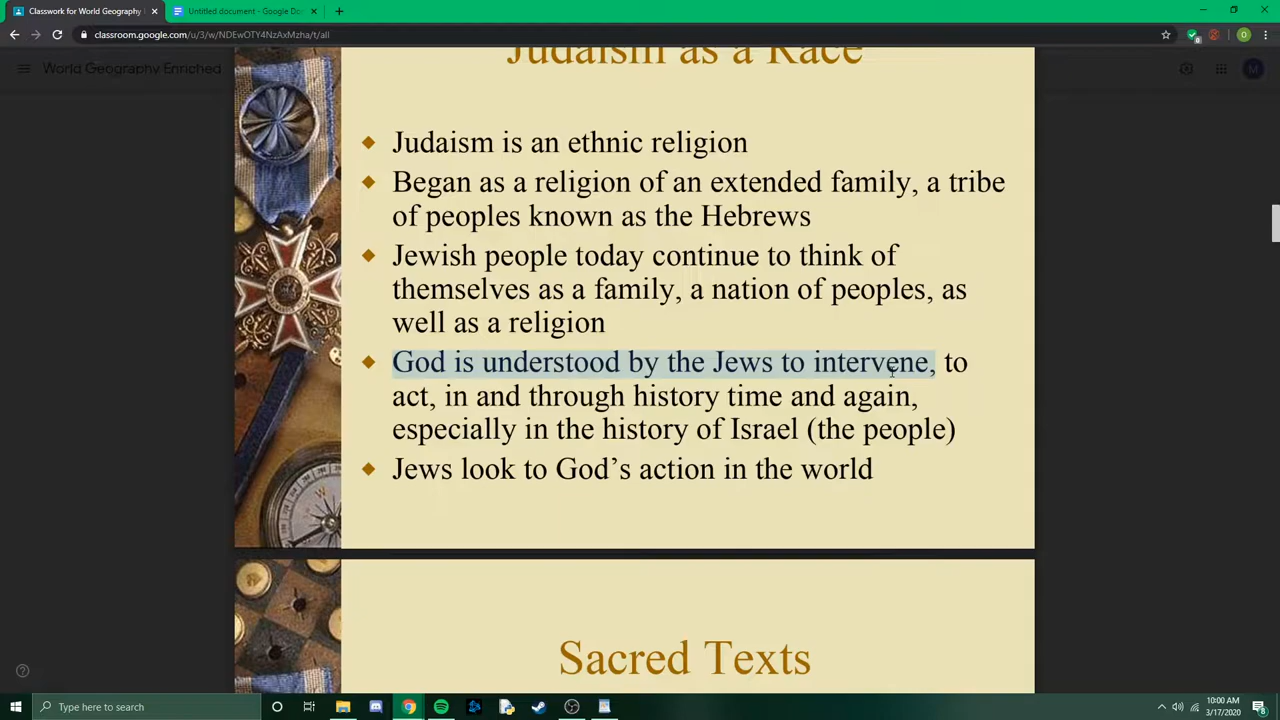 Classwork for World Geography
Untitled document - Google Doc
classroom.google.com/u/3/w/NDEwOTY4NzAxMzha/t/all
World Geography Enriched
Judaism as a Race
Judaism is an ethnic religion
Began as a religion of an extended family, a tribe
of peoples known as the Hebrews
Jewish people today continue to think of
themselves as a family, a nation of peoples, as
well as a religion
God is understood by the Jews to intervene, to
act, in and through history time and again,
especially in the history of Israel (the people)
Jews look to God’s action in the world
Sacred Texts
Type here to search
10:00 AM
3/17/2020